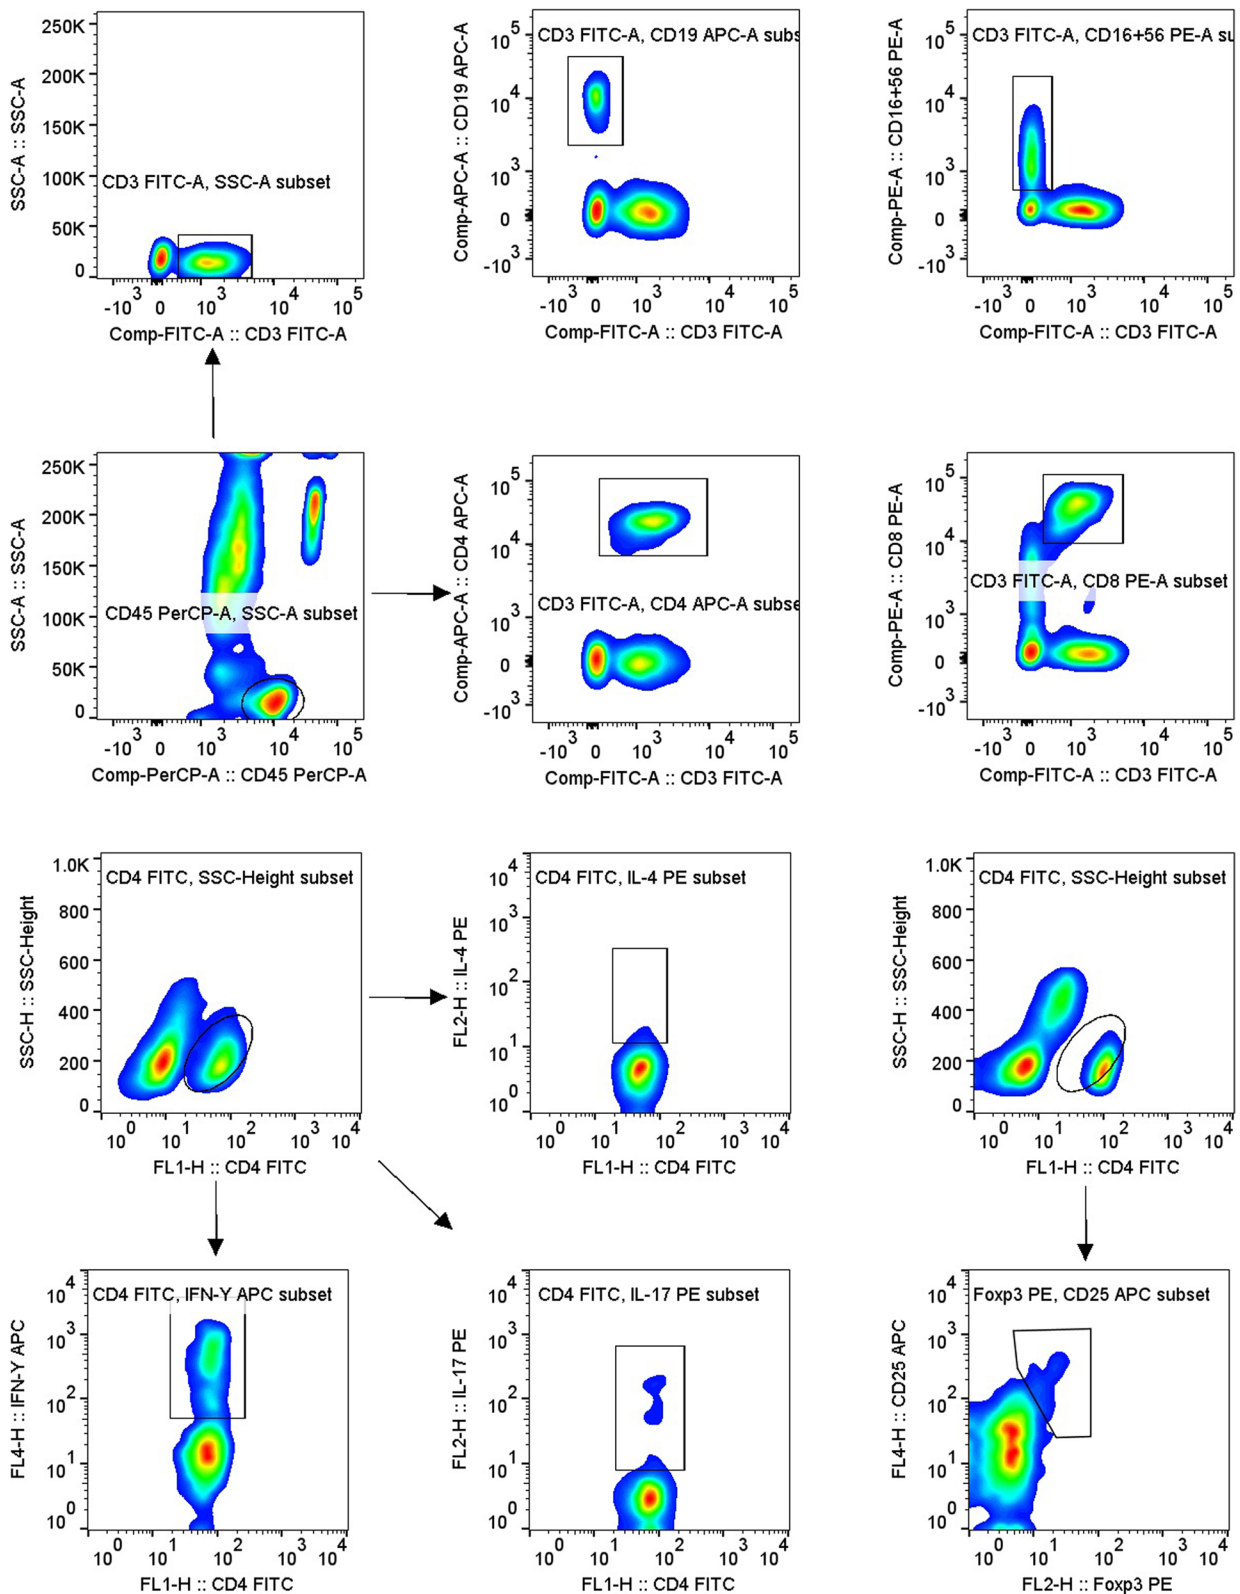 250K
200K
150K
100K
50K
0
SSC-A :: SSC-A
CD3 FITC-A, SSC-A subset
-10^3 0 10^3 10^4 10^5
Comp-FITC-A :: CD3 FITC-A
10^5
10^4
10^3
0
-10^3
Comp-APC-A :: CD19 APC-A
CD3 FITC-A, CD19 APC-A subs
-10^3 0 10^3 10^4 10^5
Comp-FITC-A :: CD3 FITC-A
10^5
10^4
10^3
0
-10^3
Comp-PE-A :: CD16+56 PE-A
CD3 FITC-A, CD16+56 PE-A su
-10^3 0 10^3 10^4 10^5
Comp-FITC-A :: CD3 FITC-A
250K
200K
150K
100K
50K
0
SSC-A :: SSC-A
CD45 PerCP-A, SSC-A subset
-10^3 0 10^3 10^4 10^5
Comp-PerCP-A :: CD45 PerCP-A
10^5
10^4
10^3
0
-10^3
Comp-APC-A :: CD4 APC-A
CD3 FITC-A, CD4 APC-A subse
-10^3 0 10^3 10^4 10^5
Comp-FITC-A :: CD3 FITC-A
10^5
10^4
10^3
0
-10^3
Comp-PE-A :: CD8 PE-A
CD3 FITC-A, CD8 PE-A subset
-10^3 0 10^3 10^4 10^5
Comp-FITC-A :: CD3 FITC-A
1.0K
800
600
400
200
0
SSC-H :: SSC-Height
CD4 FITC, SSC-Height subset
10^0 10^1 10^2 10^3 10^4
FL1-H :: CD4 FITC
10^4
10^3
10^2
10^1
10^0
FL2-H :: IL-4 PE
CD4 FITC, IL-4 PE subset
10^0 10^1 10^2 10^3 10^4
FL1-H :: CD4 FITC
1.0K
800
600
400
200
0
SSC-H :: SSC-Height
CD4 FITC, SSC-Height subset
10^0 10^1 10^2 10^3 10^4
FL1-H :: CD4 FITC
10^4
10^3
10^2
10^1
10^0
FL4-H :: IFN-Y APC
CD4 FITC, IFN-Y APC subset
10^0 10^1 10^2 10^3 10^4
FL1-H :: CD4 FITC
10^4
10^3
10^2
10^1
10^0
FL2-H :: IL-17 PE
CD4 FITC, IL-17 PE subset
10^0 10^1 10^2 10^3 10^4
FL1-H :: CD4 FITC
10^4
10^3
10^2
10^1
10^0
FL4-H :: CD25 APC
Foxp3 PE, CD25 APC subset
10^0 10^1 10^2 10^3 10^4
FL2-H :: Foxp3 PE